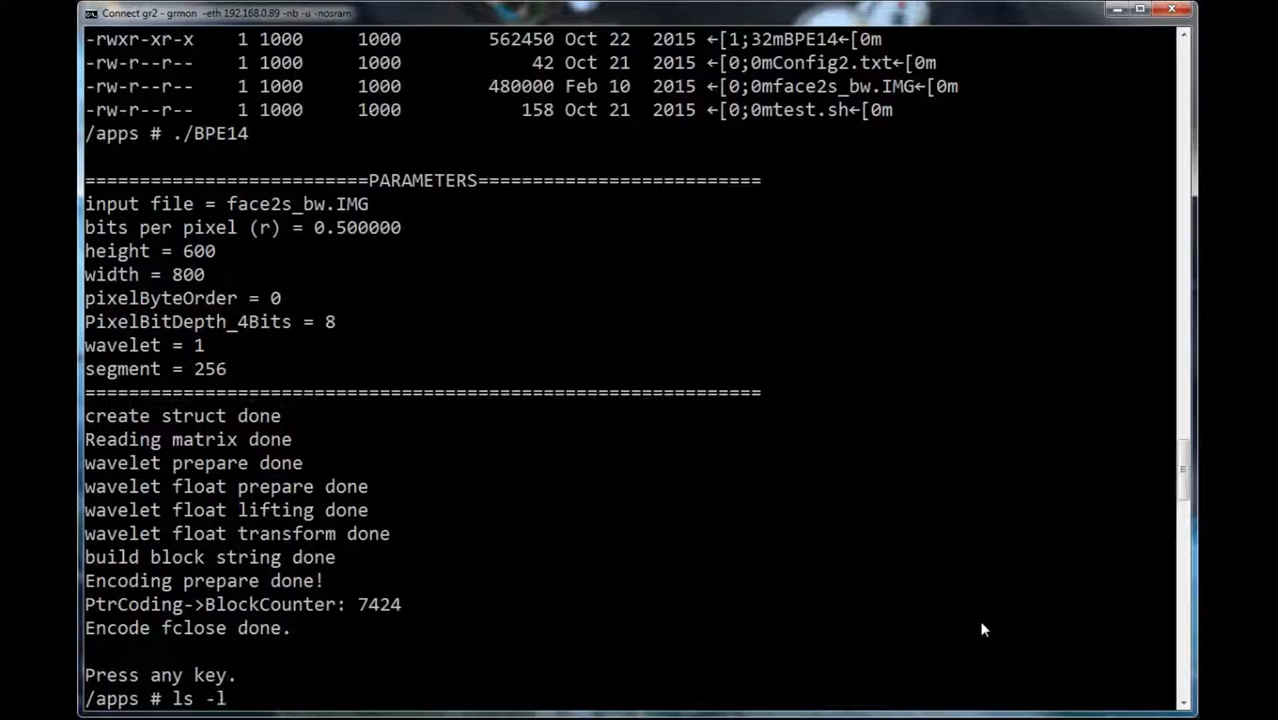 Connect gr2 - grmon -eth 192.168.0.89 -nb -u -nosram
-rwxr-xr-x 1 1000 1000 562450 Oct 22 2015 ←[1;32mBPE14←[0m
-rw-r--r-- 1 1000 1000 42 Oct 21 2015 ←[0;0mConfig2.txt←[0m
-rw-r--r-- 1 1000 1000 480000 Feb 10 2015 ←[0;0mface2s_bw.IMG←[0m
-rw-r--r-- 1 1000 1000 158 Oct 21 2015 ←[0;0mtest.sh←[0m
/apps # ./BPE14
==========================PARAMETERS==========================
input file = face2s_bw.IMG
bits per pixel (r) = 0.500000
height = 600
width = 800
pixelByteOrder = 0
PixelBitDepth_4Bits = 8
wavelet = 1
segment = 256
==============================================================
create struct done
Reading matrix done
wavelet prepare done
wavelet float prepare done
wavelet float lifting done
wavelet float transform done
build block string done
Encoding prepare done!
PtrCoding->BlockCounter: 7424
Encode fclose done.
Press any key.
/apps # ls -l